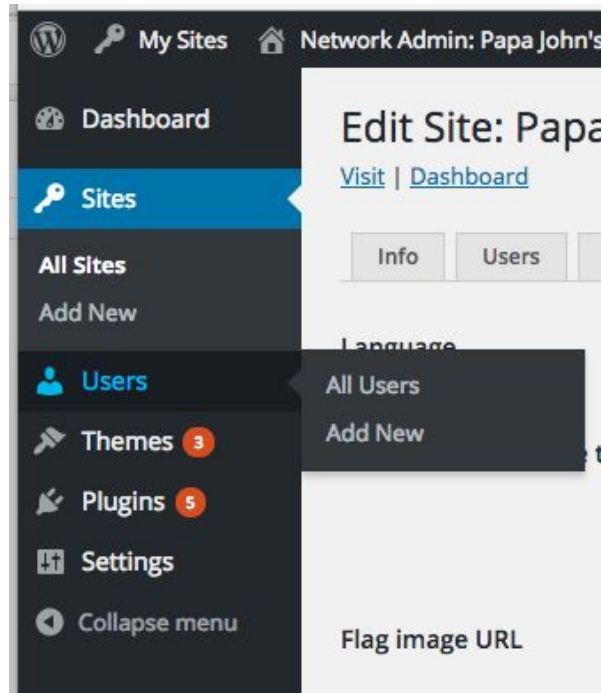 My Sites Network Admin: Papa John's
Dashboard
Sites
All Sites
Add New
Users
All Users
Add New
Themes 3
Plugins 5
Settings
Collapse menu
Edit Site: Papa
Visit | Dashboard
Info Users
Language
Flag image URL